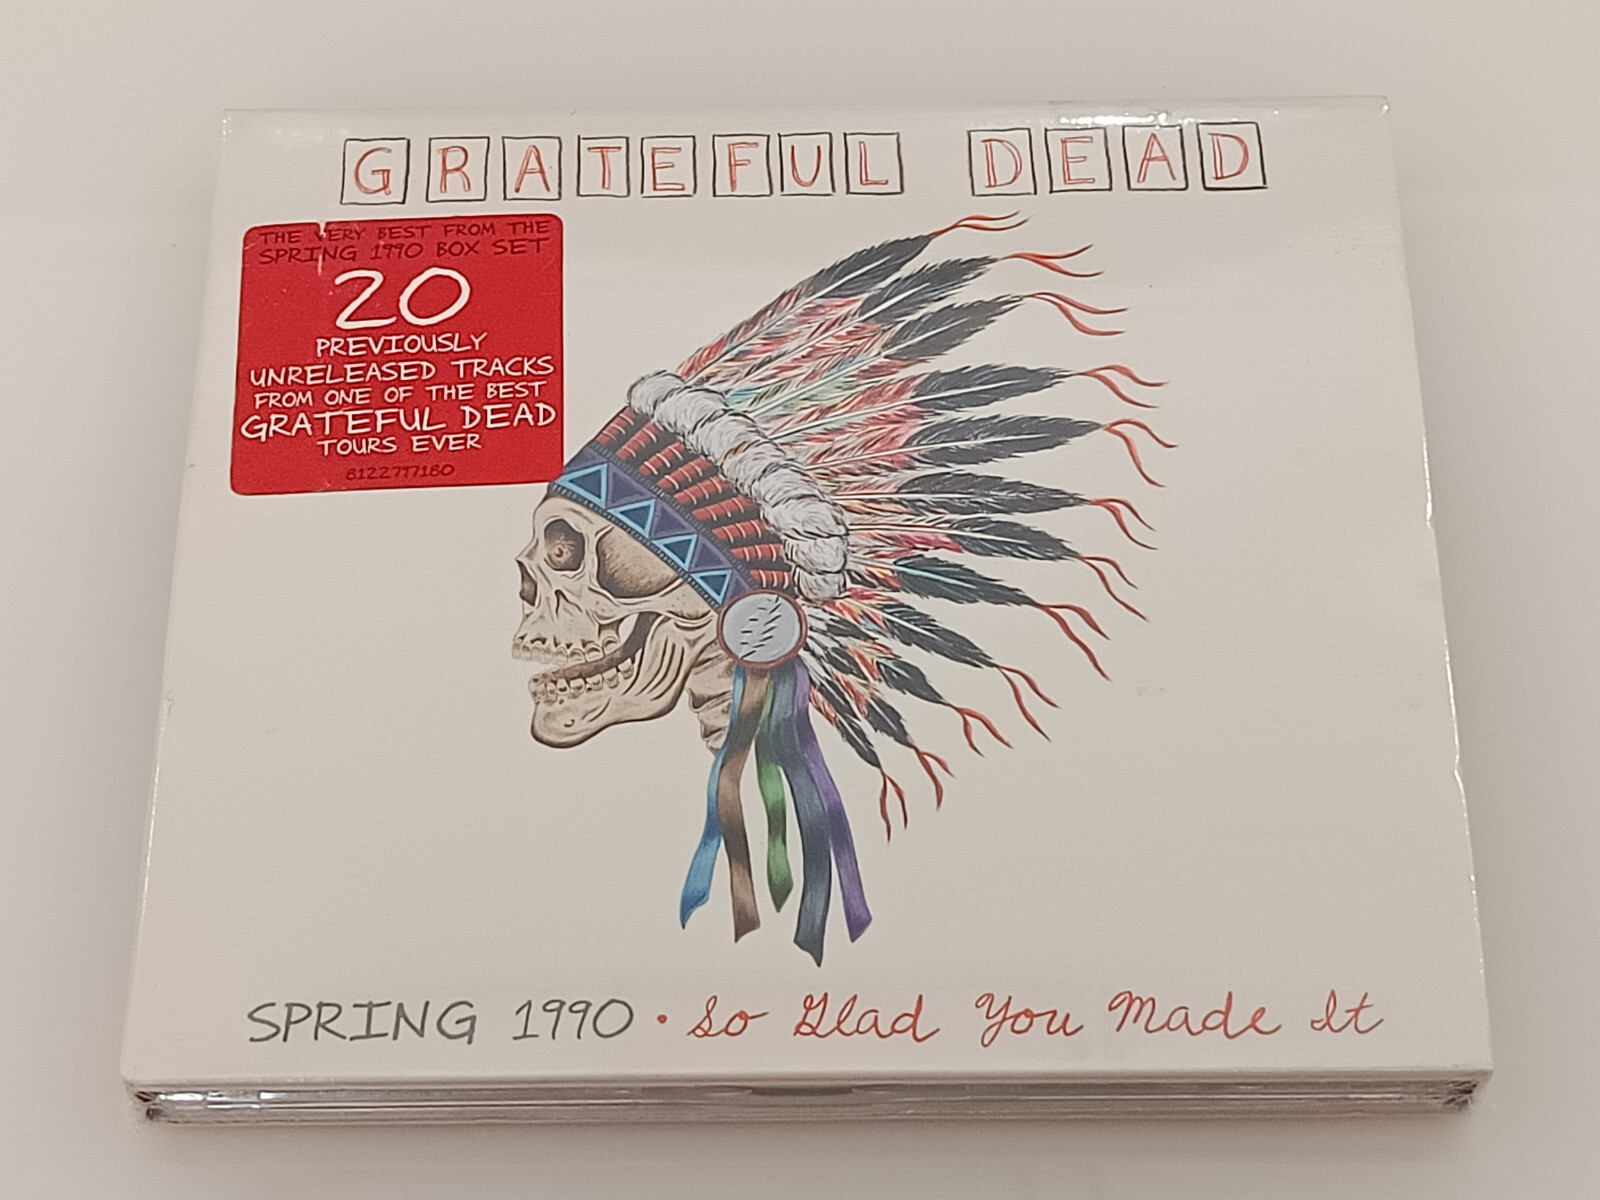 GRATEFUL DEAD
THE VERY BEST FROM THE
SPRING 1990 BOX SET
20
PREVIOUSLY
UNRELEASED TRACKS
FROM ONE OF THE BEST
GRATEFUL DEAD
TOURS EVER
8122797180
SPRING 1990 • So Glad You Made It